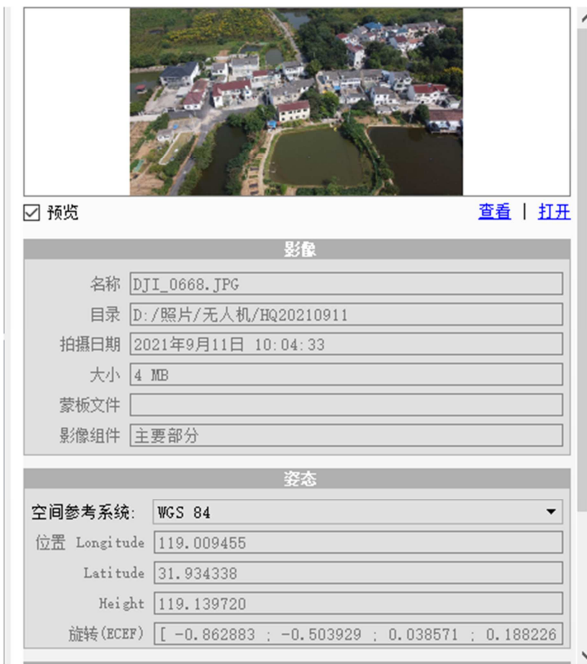 预览
查看 | 打开
影像
名称 DJI_0668.JPG
目录 D:/照片/无人机/HQ20210911
拍摄日期 2021年9月11日 10:04:33
大小 4 MB
蒙板文件
影像组件 主要部分
姿态
空间参考系统: WGS 84
位置 Longitude 119.009455
Latitude 31.934338
Height 119.139720
旋转(ECEF) [ -0.862883 ; -0.503929 ; 0.038571 ; 0.188226